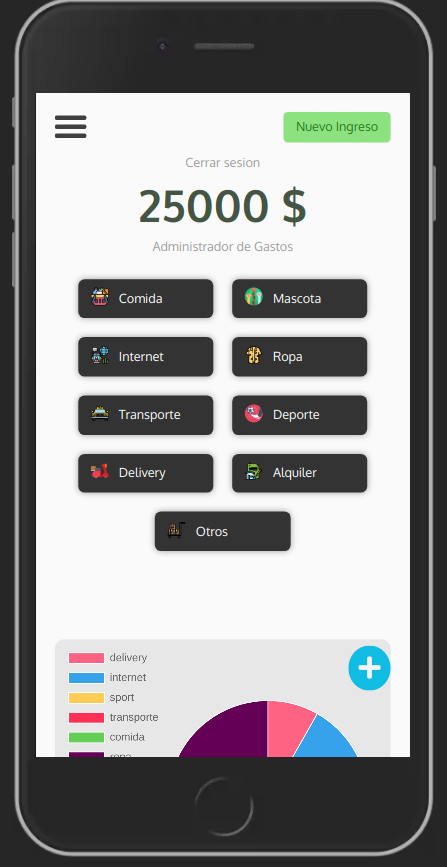 Nuevo Ingreso
Cerrar sesion
25000 $
Administrador de Gastos
Comida
Mascota
Internet
Ropa
Transporte
Deporte
Delivery
Alquiler
Otros
delivery
internet
sport
transporte
comida
ropa